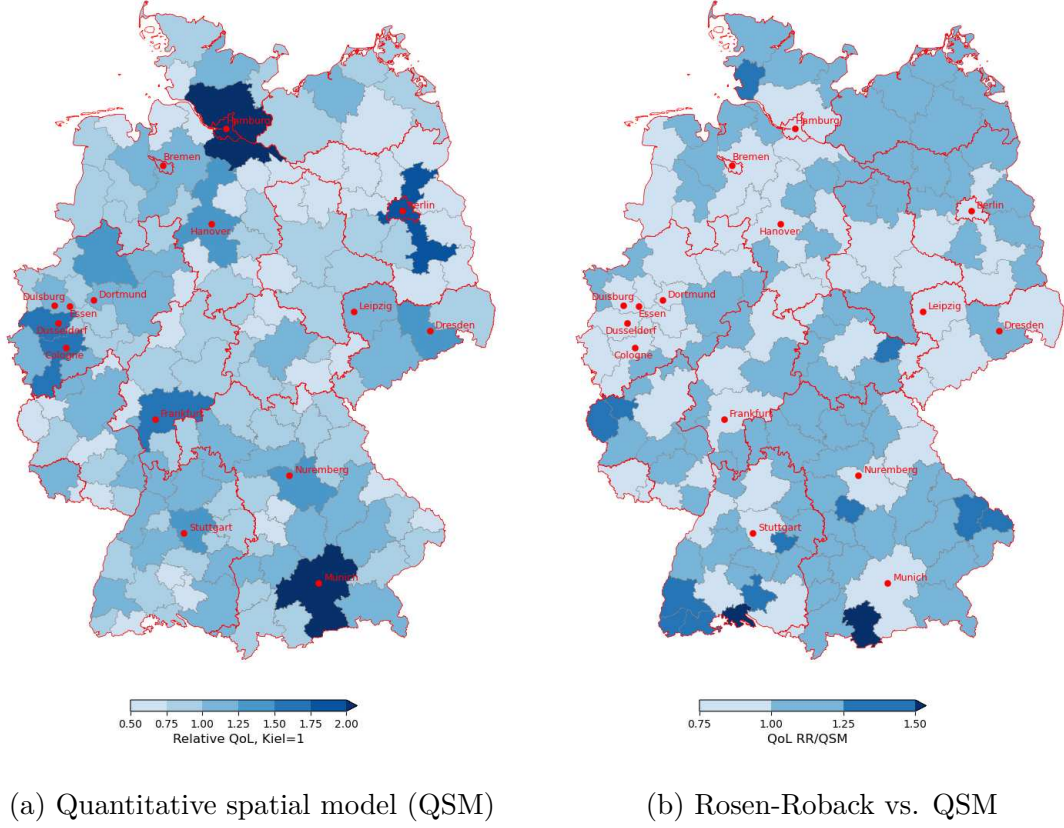 Hamburg
Bremen
Berlin
Hanover
Duisburg
Dortmund
Essen
Dusseldorf
Cologne
Leipzig
Dresden
Frankfurt
Nuremberg
Stuttgart
Munich
0.50 0.75 1.00 1.25 1.50 1.75 2.00
Relative QoL, Kiel=1
(a) Quantitative spatial model (QSM)
Hamburg
Bremen
Berlin
Hanover
Duisburg
Dortmund
Essen
Dusseldorf
Cologne
Leipzig
Dresden
Frankfurt
Nuremberg
Stuttgart
Munich
0.75 1.00 1.25 1.50
QoL RR/QSM
(b) Rosen-Roback vs. QSM